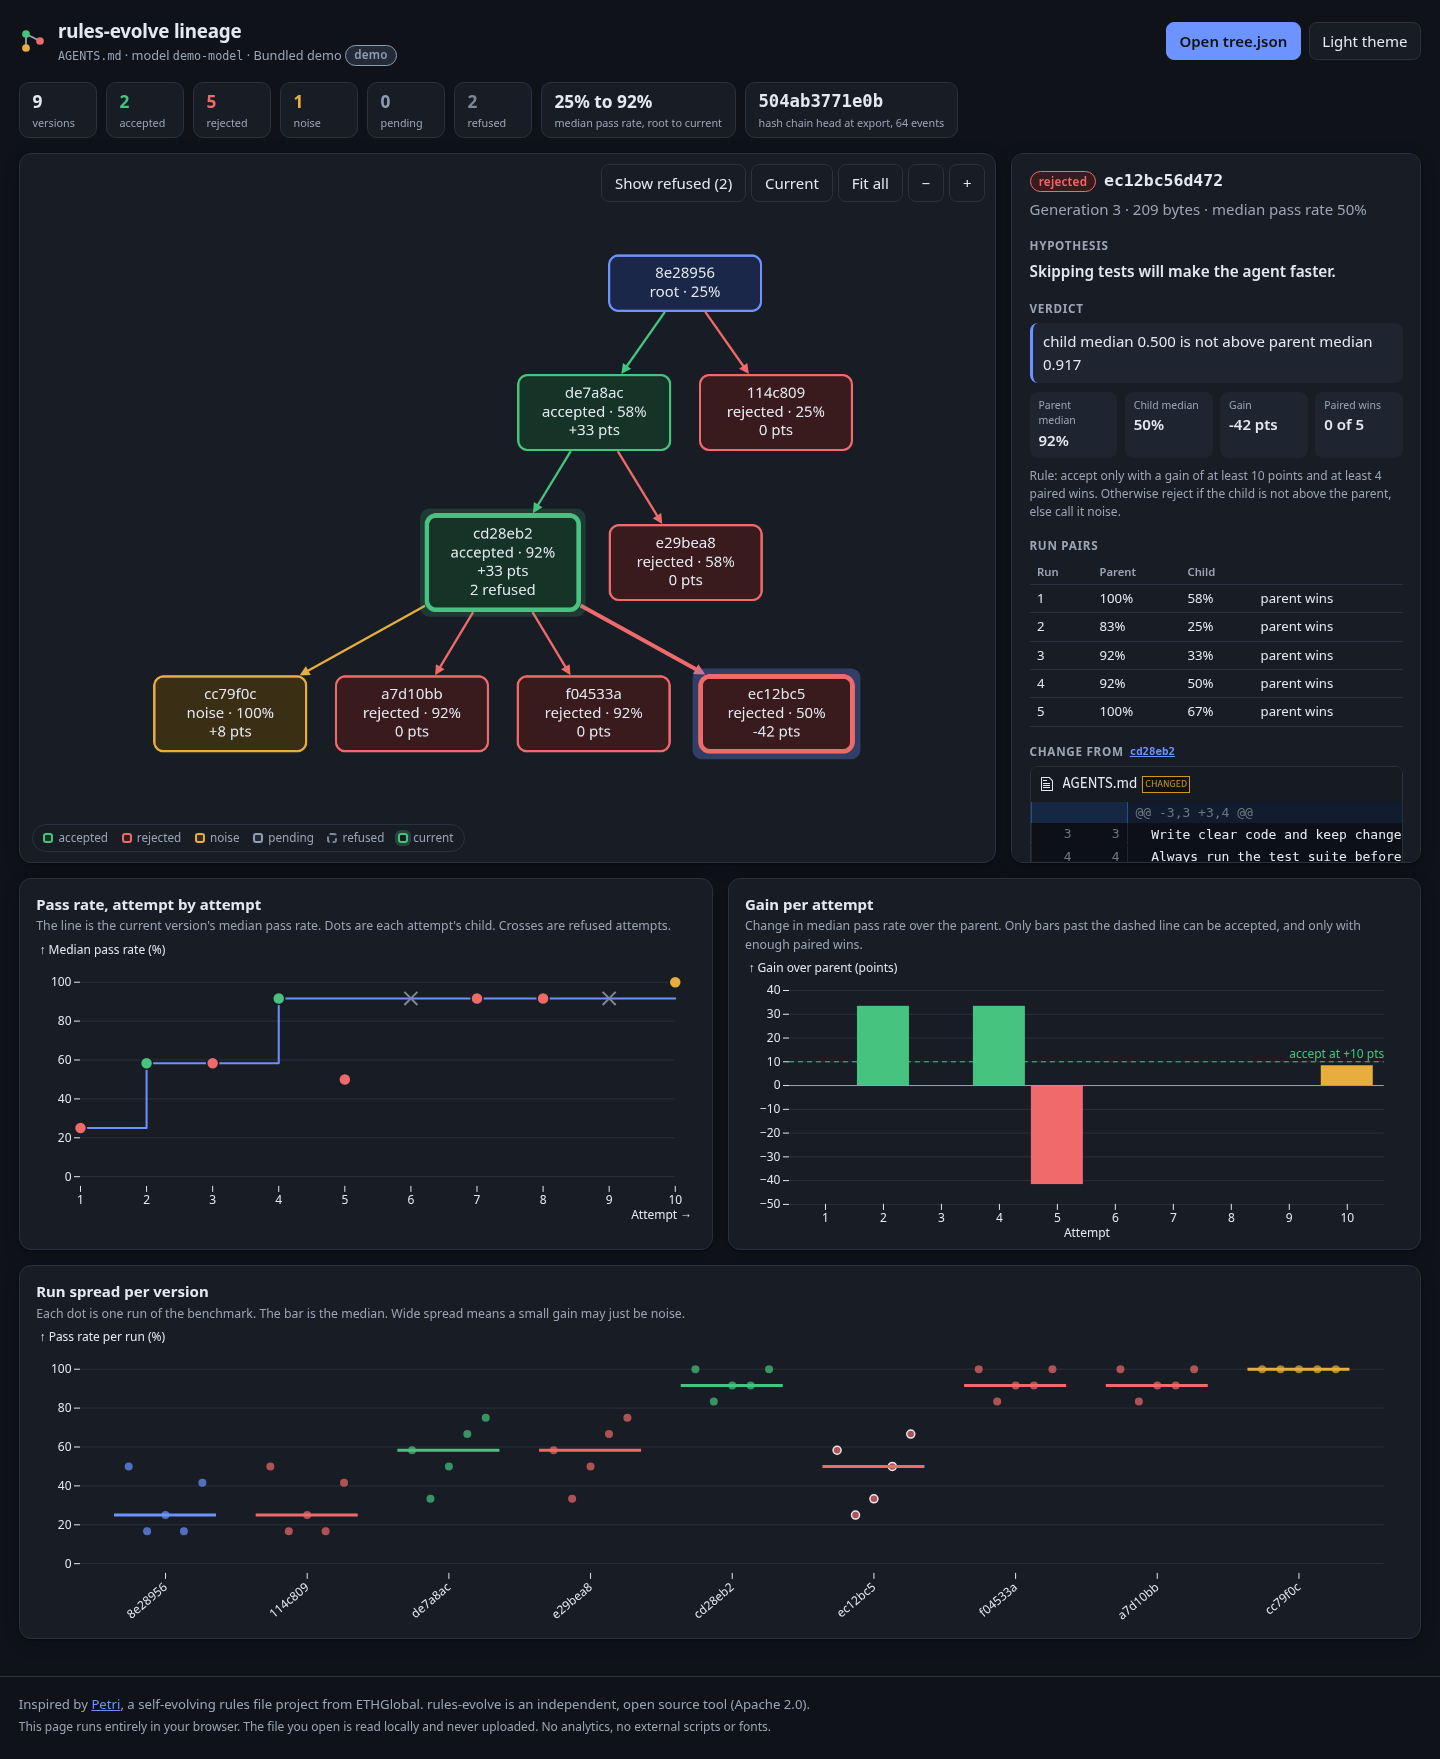 rules-evolve lineage
AGENTS.md · model demo-model · Bundled demo demo
Open tree.json
Light theme
9
versions
2
accepted
5
rejected
1
noise
0
pending
2
refused
25% to 92%
median pass rate, root to current
504ab3771e0b
hash chain head at export, 64 events
Show refused (2)
Current
Fit all
−
+
8e28956
root · 25%
de7a8ac
accepted · 58%
+33 pts
114c809
rejected · 25%
0 pts
cd28eb2
accepted · 92%
+33 pts
2 refused
e29bea8
rejected · 58%
0 pts
cc79f0c
noise · 100%
+8 pts
a7d10bb
rejected · 92%
0 pts
f04533a
rejected · 92%
0 pts
ec12bc5
rejected · 50%
-42 pts
accepted
rejected
noise
pending
refused
current
rejected ec12bc56d472
Generation 3 · 209 bytes · median pass rate 50%
HYPOTHESIS
Skipping tests will make the agent faster.
VERDICT
child median 0.500 is not above parent median
0.917
Parent
median
92%
Child median
50%
Gain
-42 pts
Paired wins
0 of 5
Rule: accept only with a gain of at least 10 points and at least 4
paired wins. Otherwise reject if the child is not above the parent,
else call it noise.
RUN PAIRS
Run Parent Child
1 100% 58% parent wins
2 83% 25% parent wins
3 92% 33% parent wins
4 92% 50% parent wins
5 100% 67% parent wins
CHANGE FROM cd28eb2
AGENTS.md CHANGED
@@ -3,3 +3,4 @@
3 3 Write clear code and keep change
4 4 Always run the test suite before
Pass rate, attempt by attempt
The line is the current version's median pass rate. Dots are each attempt's child. Crosses are refused attempts.
↑ Median pass rate (%)
100
80
60
40
20
0
1 2 3 4 5 6 7 8 9 10
Attempt →
Gain per attempt
Change in median pass rate over the parent. Only bars past the dashed line can be accepted, and only with
enough paired wins.
↑ Gain over parent (points)
40
30
20
accept at +10 pts
10
0
−10
−20
−30
−40
−50
1 2 3 4 5 6 7 8 9 10
Attempt
Run spread per version
Each dot is one run of the benchmark. The bar is the median. Wide spread means a small gain may just be noise.
↑ Pass rate per run (%)
100
80
60
40
20
0
8e28956 114c809 de7a8ac e29bea8 cd28eb2 ec12bc5 f04533a a7d10bb cc79f0c
Inspired by Petri, a self-evolving rules file project from ETHGlobal. rules-evolve is an independent, open source tool (Apache 2.0).
This page runs entirely in your browser. The file you open is read locally and never uploaded. No analytics, no external scripts or fonts.